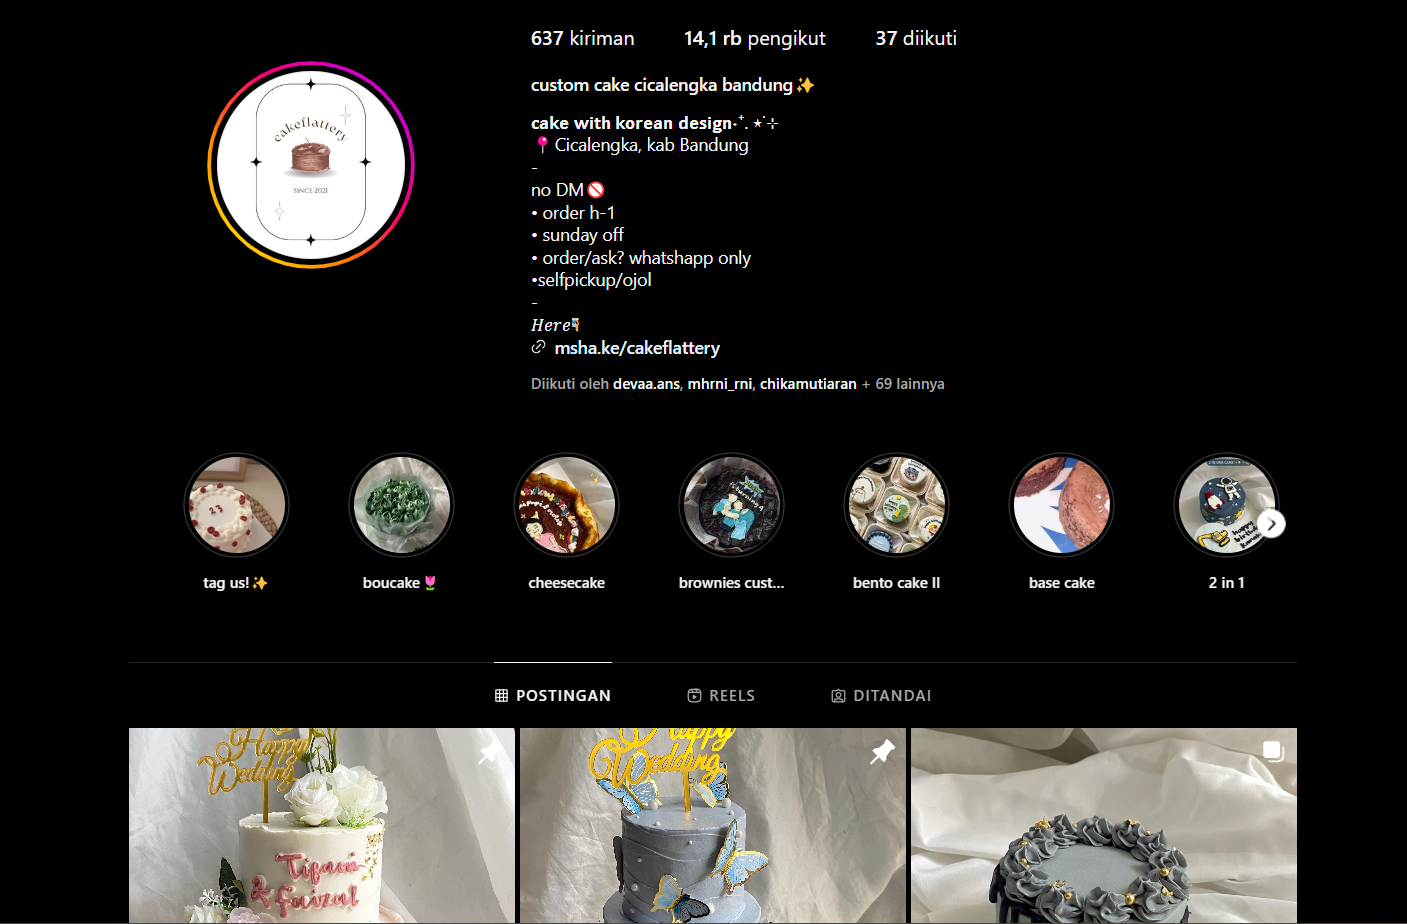 637 kiriman 14,1 rb pengikut 37 diikuti
custom cake cicalengka bandung✨
cake with korean design˖⁺. ⋆˙⊹
📍Cicalengka, kab Bandung
-
no DM🚫
• order h-1
• sunday off
• order/ask? whatshapp only
•selfpickup/ojol
-
𝐻𝑒𝑟𝑒👇
msha.ke/cakeflattery
Diikuti oleh devaa.ans, mhrni_rni, chikamutiaran + 69 lainnya
cakeflattery
SINCE 2021
23
tag us!✨ boucake🌷 cheesecake brownies cust... bento cake II base cake 2 in 1
POSTINGAN REELS DITANDAI
Happy
Wedding
Tifani
& Faizal
Happy
Wedding